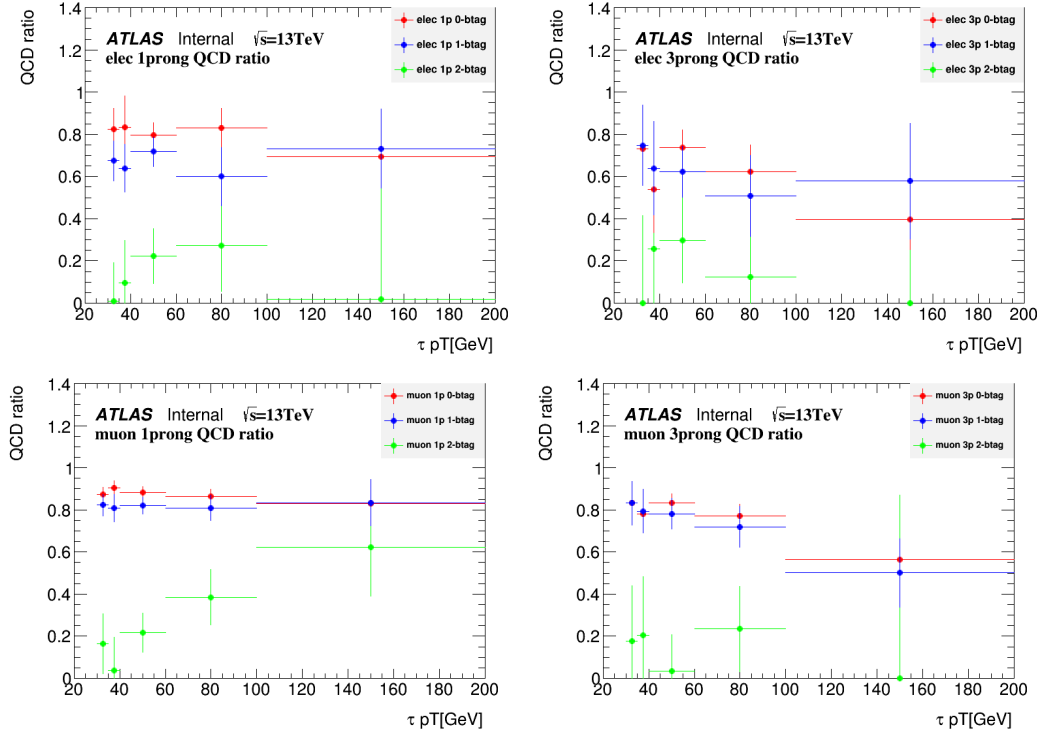 QCD ratio
1.4
1.2
1
0.8
0.6
0.4
0.2
0
ATLAS Internal √s=13TeV
elec 1prong QCD ratio
elec 1p 0-btag
elec 1p 1-btag
elec 1p 2-btag
20 40 60 80 100 120 140 160 180 200
τ pT[GeV]
QCD ratio
1.4
1.2
1
0.8
0.6
0.4
0.2
0
ATLAS Internal √s=13TeV
elec 3prong QCD ratio
elec 3p 0-btag
elec 3p 1-btag
elec 3p 2-btag
20 40 60 80 100 120 140 160 180 200
τ pT[GeV]
QCD ratio
1.4
1.2
1
0.8
0.6
0.4
0.2
0
ATLAS Internal √s=13TeV
muon 1prong QCD ratio
muon 1p 0-btag
muon 1p 1-btag
muon 1p 2-btag
20 40 60 80 100 120 140 160 180 200
τ pT[GeV]
QCD ratio
1.4
1.2
1
0.8
0.6
0.4
0.2
0
ATLAS Internal √s=13TeV
muon 3prong QCD ratio
muon 3p 0-btag
muon 3p 1-btag
muon 3p 2-btag
20 40 60 80 100 120 140 160 180 200
τ pT[GeV]